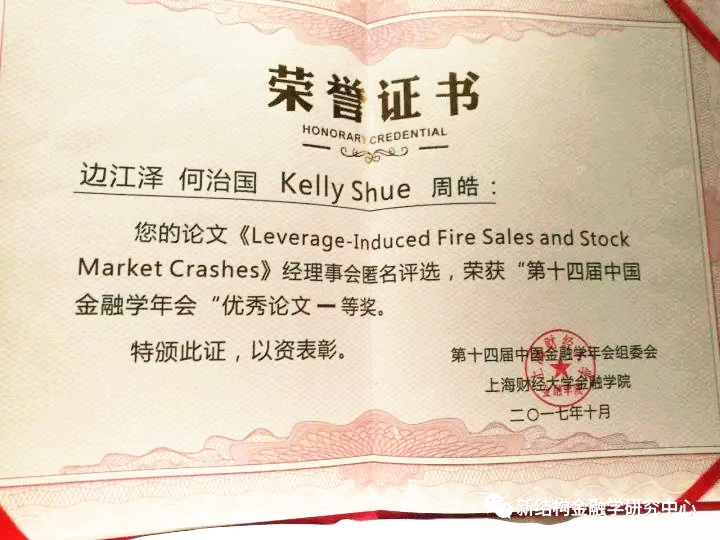 荣誉证书
HONORARY CREDENTIAL
边江泽 何治国 Kelly Shue 周皓：
您的论文《Leverage-Induced Fire Sales and Stock
Market Crashes》经理事会匿名评选，荣获“第十四届中国
金融学年会“优秀论文一等奖。
特颁此证，以资表彰。
第十四届中国金融学年会组委会
上海财经大学金融学院
二〇一七年十月
金融学院
新结构金融学研究中心